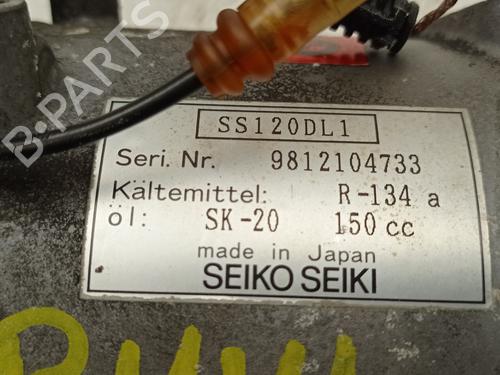 SS120DL1
Seri. Nr. 9812104733
Kältemittel: R-134 a
öl: SK-20 150 cc
made in Japan
SEIKO SEIKI
B-PARTS